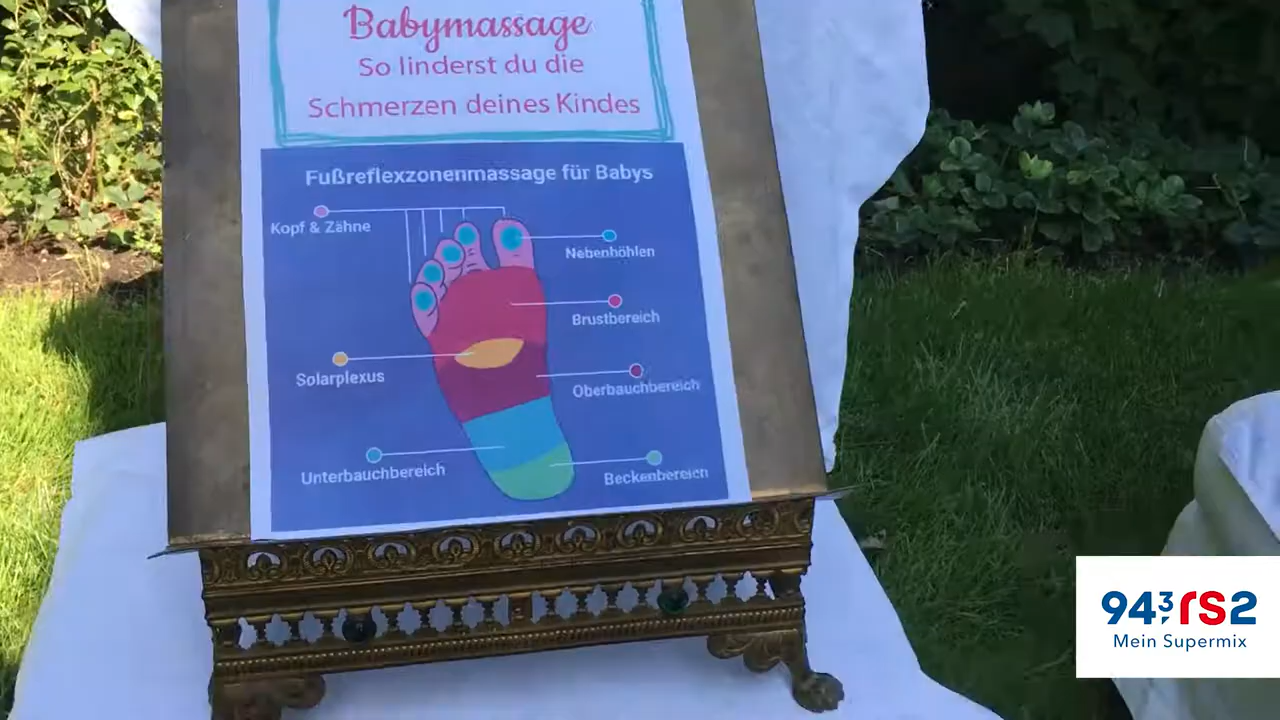 Babymassage
So linderst du die
Schmerzen deines Kindes
Fußreflexzonenmassage für Babys
Kopf & Zähne
Nebenhöhlen
Brustbereich
Solarplexus
Oberbauchbereich
Unterbauchbereich
Beckenbereich
94,3 rs2
Mein Supermix